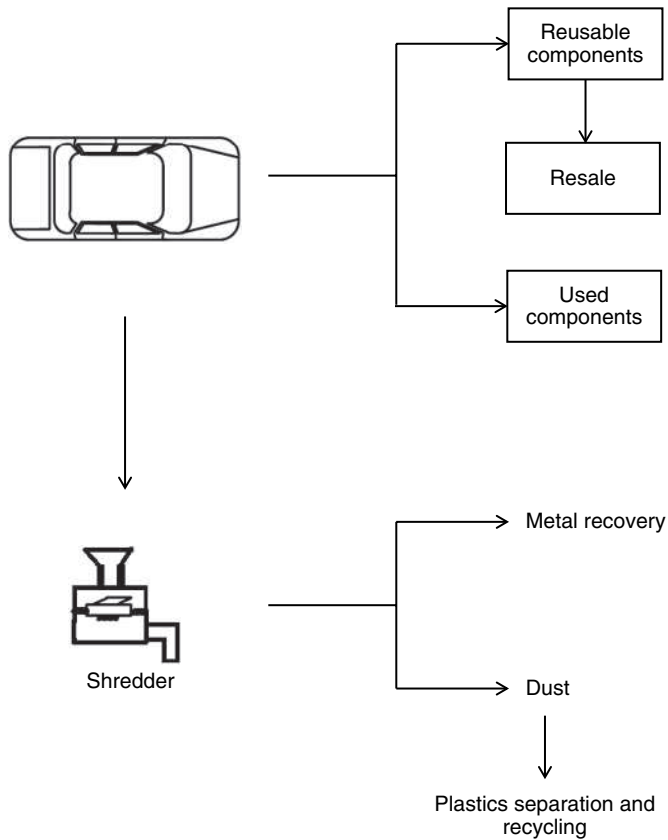 Reusable
components
Resale
Used
components
Metal recovery
Shredder
Dust
Plastics separation and
recycling